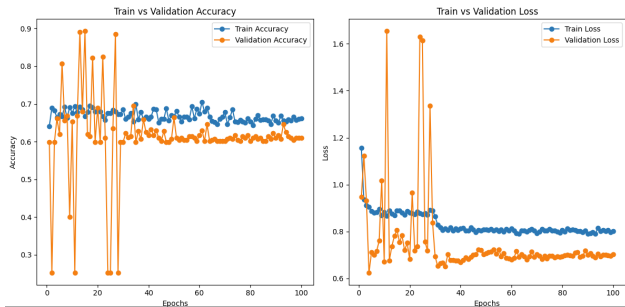 Train vs Validation Accuracy
0.9
0.8
0.7
0.6
0.5
0.4
0.3
Accuracy
0
20
40
60
80
100
Epochs
Train Accuracy
Validation Accuracy
Train vs Validation Loss
1.6
1.4
1.2
1.0
0.8
0.6
Loss
0
20
40
60
80
100
Epochs
Train Loss
Validation Loss